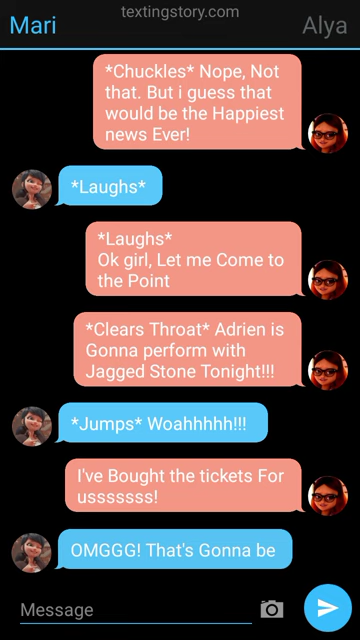 textingstory.com
Mari
Alya
*Chuckles* Nope, Not
that. But i guess that
would be the Happiest
news Ever!
*Laughs*
*Laughs*
Ok girl, Let me Come to
the Point
*Clears Throat* Adrien is
Gonna perform with
Jagged Stone Tonight!!!
*Jumps* Woahhhhh!!!
I've Bought the tickets For
usssssss!
OMGGG! That's Gonna be
Message